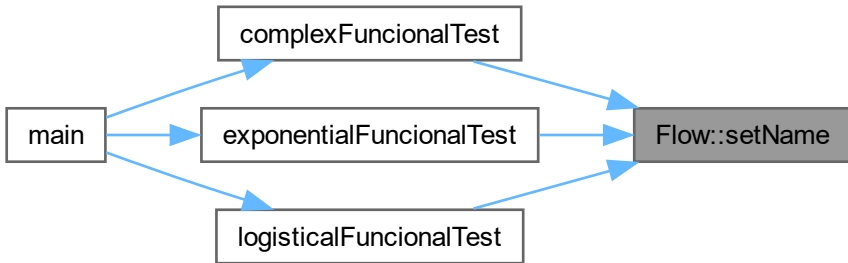 complexFuncionalTest
main
exponentialFuncionalTest
Flow::setName
logisticalFuncionalTest